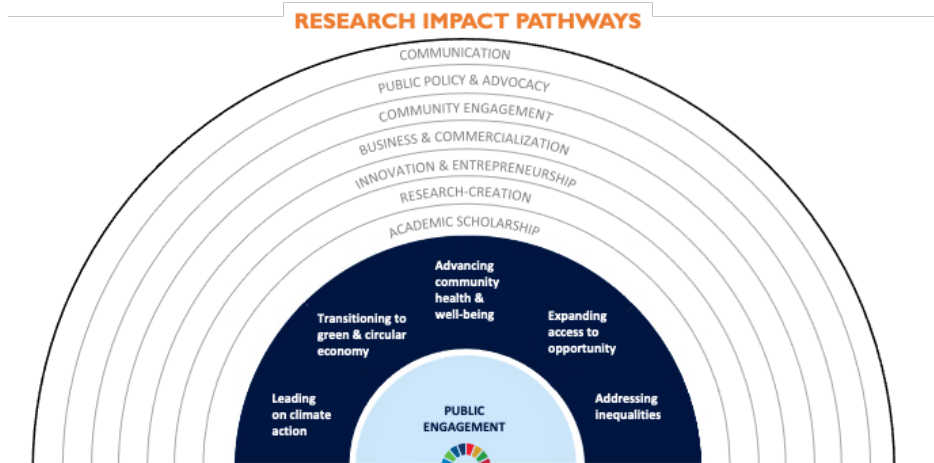 RESEARCH IMPACT PATHWAYS
COMMUNICATION
PUBLIC POLICY & ADVOCACY
COMMUNITY ENGAGEMENT
BUSINESS & COMMERCIALIZATION
INNOVATION & ENTREPRENEURSHIP
RESEARCH-CREATION
ACADEMIC SCHOLARSHIP
Advancing
community
health &
well-being
Transitioning to
green & circular
economy
Expanding
access to
opportunity
Leading
on climate
action
Addressing
inequalities
PUBLIC
ENGAGEMENT